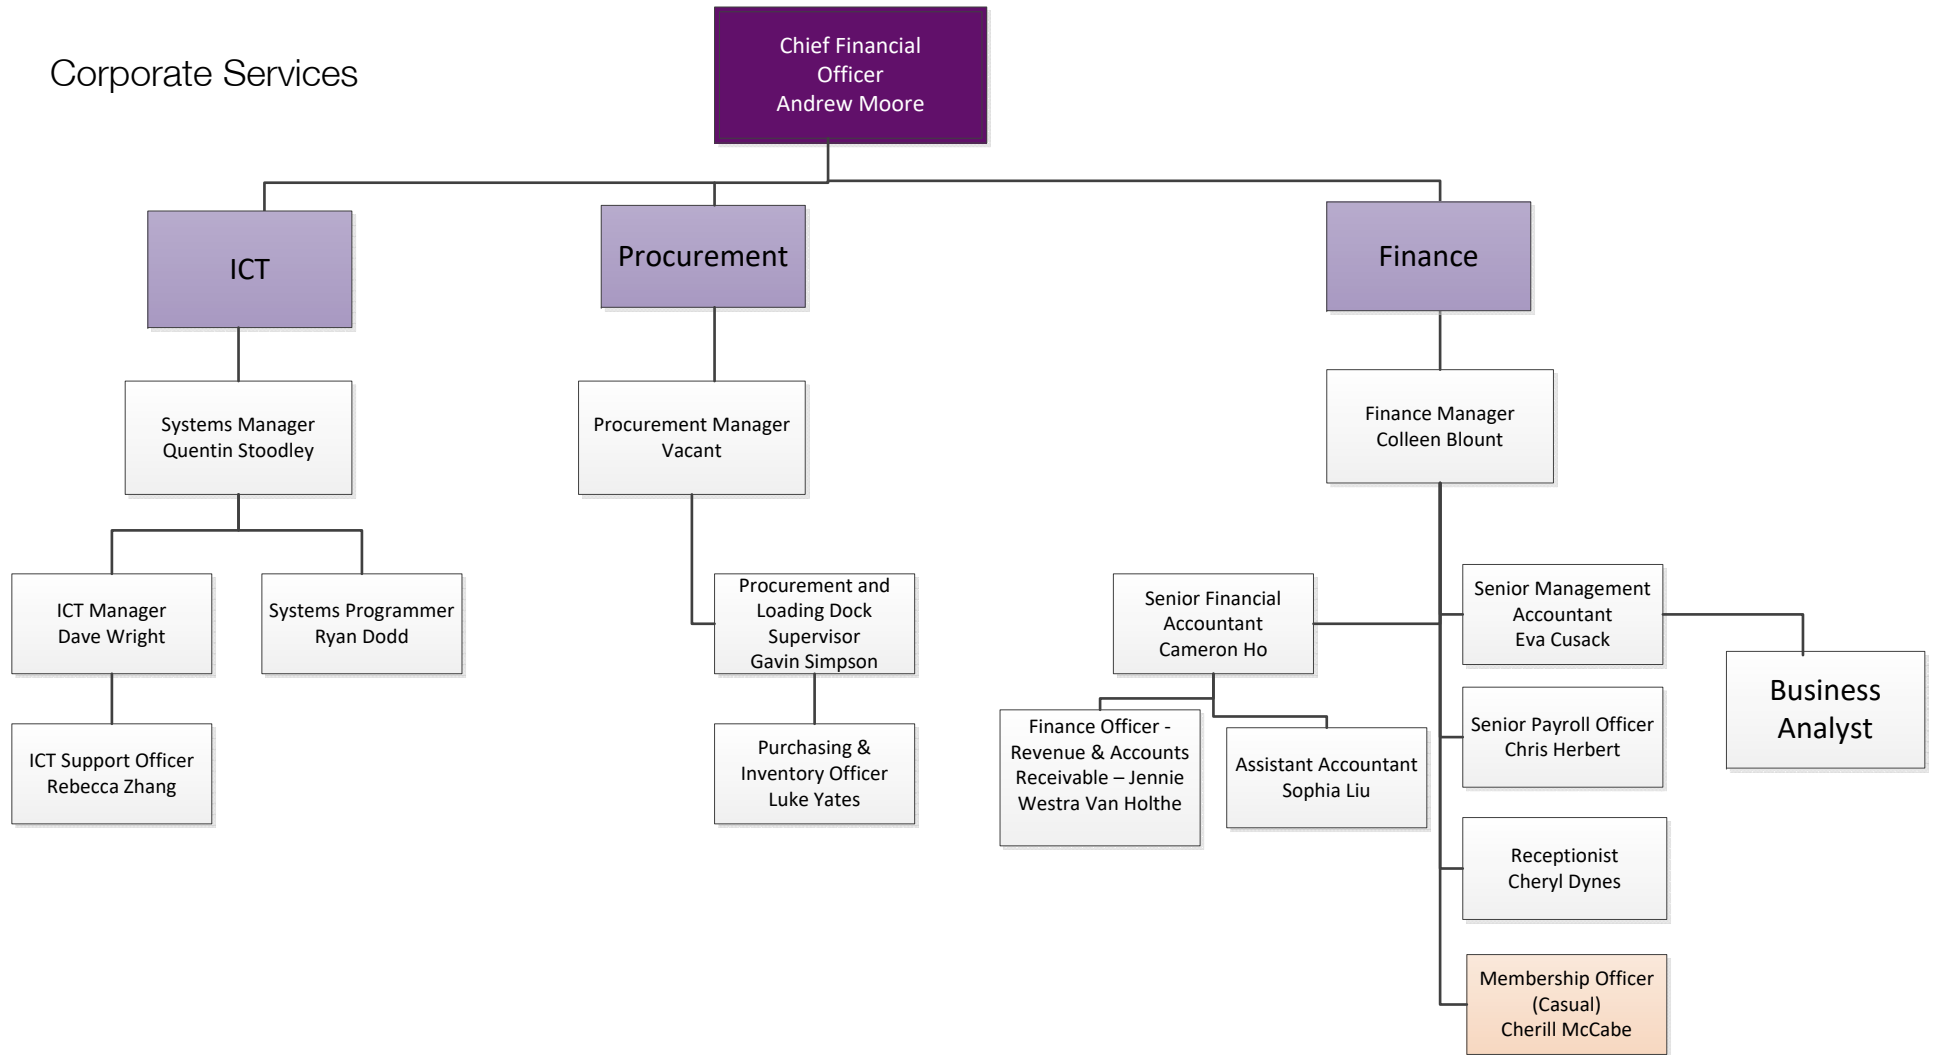 Corporate Services
Chief Financial
Officer
Andrew Moore
ICT
Procurement
Finance
Systems Manager
Quentin Stoodley
Procurement Manager
Vacant
Finance Manager
Colleen Blount
ICT Manager
Dave Wright
Systems Programmer
Ryan Dodd
Procurement and
Loading Dock
Supervisor
Gavin Simpson
Senior Financial
Accountant
Cameron Ho
Senior Management
Accountant
Eva Cusack
Business
Analyst
ICT Support Officer
Rebecca Zhang
Purchasing &
Inventory Officer
Luke Yates
Finance Officer -
Revenue & Accounts
Receivable – Jennie
Westra Van Holthe
Assistant Accountant
Sophia Liu
Senior Payroll Officer
Chris Herbert
Receptionist
Cheryl Dynes
Membership Officer
(Casual)
Cherill McCabe